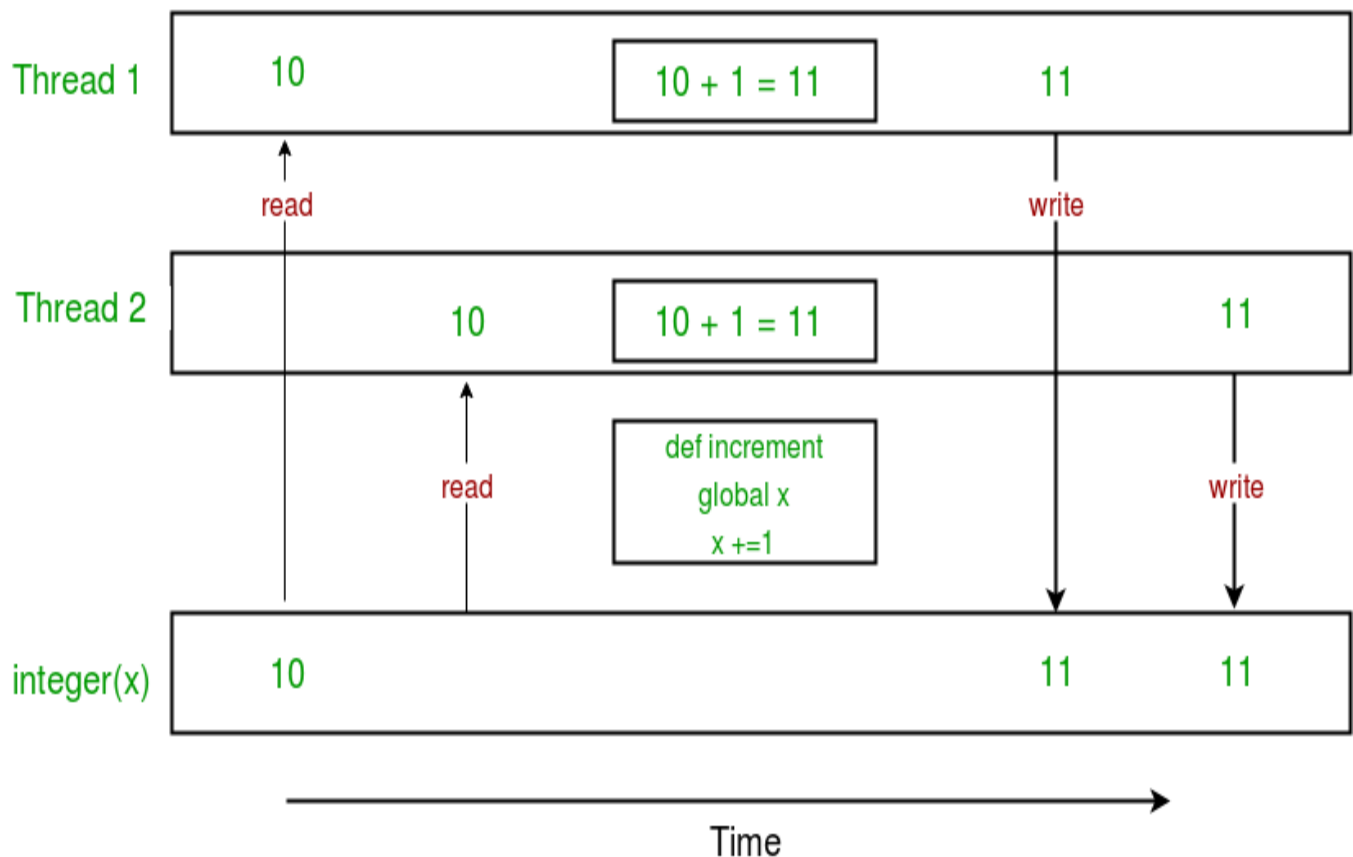 Thread 1
10
10 + 1 = 11
11
read
write
Thread 2
10
10 + 1 = 11
11
def increment
global x
x +=1
read
write
integer(x)
10
11
11
Time